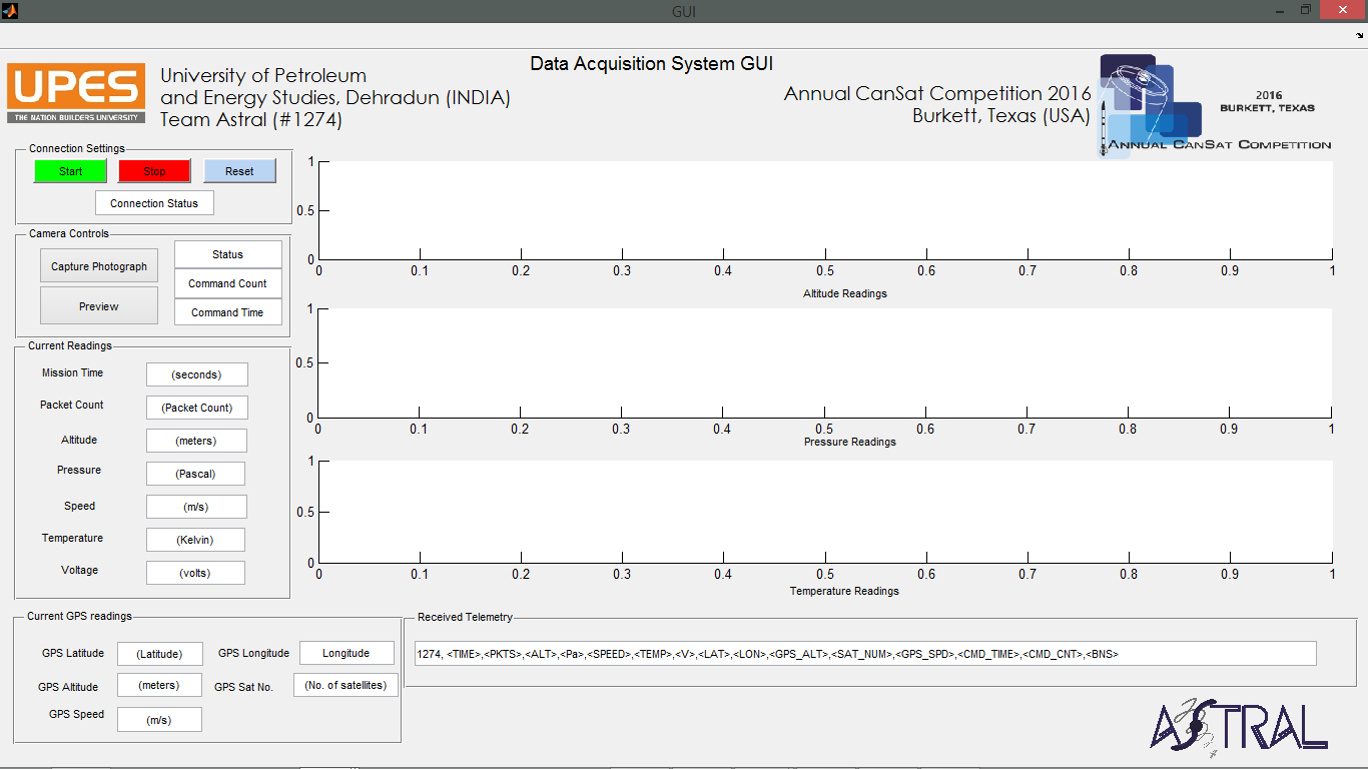 GUI
Data Acquisition System GUI
UPES
THE NATION BUILDERS UNIVERSITY
University of Petroleum
and Energy Studies, Dehradun (INDIA)
Team Astral (#1274)
Annual CanSat Competition 2016
Burkett, Texas (USA)
2016
BURKETT, TEXAS
ANNUAL CANSAT COMPETITION
Connection Settings
Start Stop Reset
Connection Status
Camera Controls
Capture Photograph
Preview
Status
Command Count
Command Time
Current Readings
Mission Time (seconds)
Packet Count (Packet Count)
Altitude (meters)
Pressure (Pascal)
Speed (m/s)
Temperature (Kelvin)
Voltage (volts)
1
0.5
0
0 0.1 0.2 0.3 0.4 0.5 0.6 0.7 0.8 0.9 1
Altitude Readings
1
0.5
0
0 0.1 0.2 0.3 0.4 0.5 0.6 0.7 0.8 0.9 1
Pressure Readings
1
0.5
0
0 0.1 0.2 0.3 0.4 0.5 0.6 0.7 0.8 0.9 1
Temperature Readings
Current GPS readings
GPS Latitude (Latitude) GPS Longitude Longitude
GPS Altitude (meters) GPS Sat No. (No. of satellites)
GPS Speed (m/s)
Received Telemetry
1274, <TIME>,<PKTS>,<ALT>,<Pa>,<SPEED>,<TEMP>,<V>,<LAT>,<LON>,<GPS_ALT>,<SAT_NUM>,<GPS_SPD>,<CMD_TIME>,<CMD_CNT>,<BNS>
ASTRAL